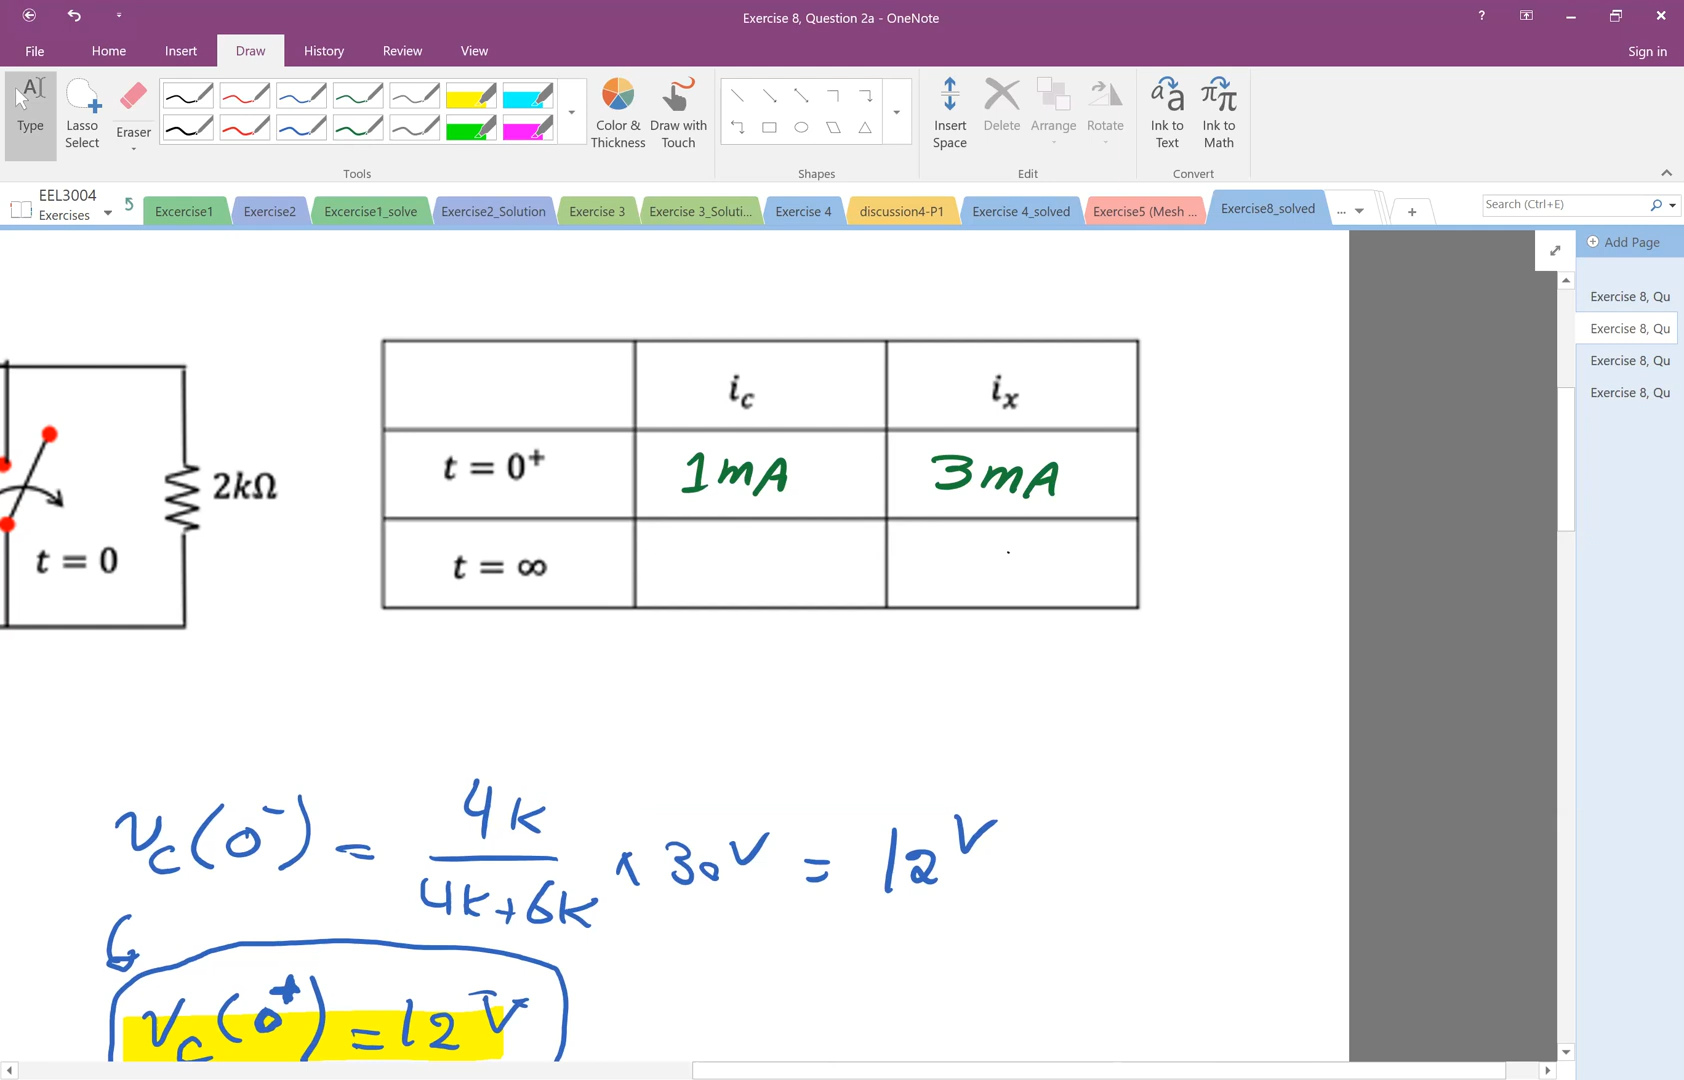 Exercise 8, Question 2a - OneNote
?
File Home Insert Draw History Review View Sign in
Type
Lasso Select
Eraser
Color & Thickness
Draw with Touch
Insert Space
Delete
Arrange
Rotate
Ink to Text
Ink to Math
Tools Shapes Edit Convert
EEL3004
Exercises
Excercise1 Exercise2 Excercise1_solve Exercise2_Solution Exercise 3 Exercise 3_Soluti... Exercise 4 discussion4-P1 Exercise 4_solved Exercise5 (Mesh ... Exercise8_solved ... +
Search (Ctrl+E)
Add Page
Exercise 8, Qu
Exercise 8, Qu
Exercise 8, Qu
Exercise 8, Qu
2kΩ
t = 0
i_c i_x
t = 0⁺ 1mA 3mA
t = ∞
v_c(0⁻) = 4k / 4k+6k × 30V = 12V
v_c(0⁺) = 12V